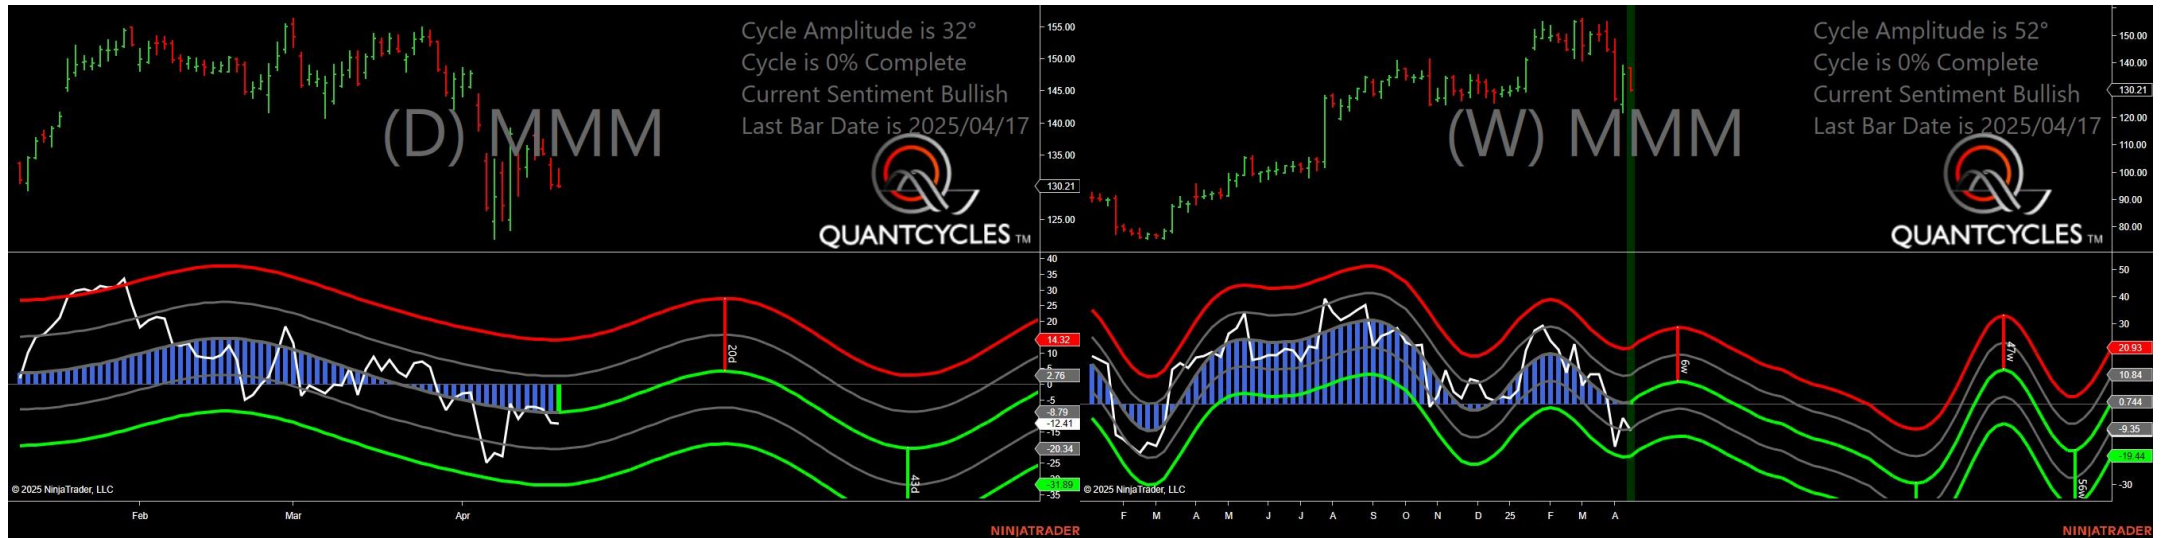 Cycle Amplitude is 32°
Cycle is 0% Complete
Current Sentiment Bullish
Last Bar Date is 2025/04/17
(D) MMM
QUANTCYCLES TM
155.00
150.00
145.00
140.00
135.00
130.21
125.00
40
35
30
25
20
14.32
10
5
2.76
0
-5
-8.79
-12.41
-15
-20.34
-25
-31.89
-35
20d
43d
© 2025 NinjaTrader, LLC
Feb Mar Apr
NINJATRADER
Cycle Amplitude is 52°
Cycle is 0% Complete
Current Sentiment Bullish
Last Bar Date is 2025/04/17
(W) MMM
QUANTCYCLES TM
150.00
140.00
130.21
120.00
110.00
100.00
90.00
80.00
50
40
30
20.93
10.84
0.744
-9.35
-19.44
-30
6w
47w
56w
© 2025 NinjaTrader, LLC
F M A M J J A S O N D 25 F M A
NINJATRADER